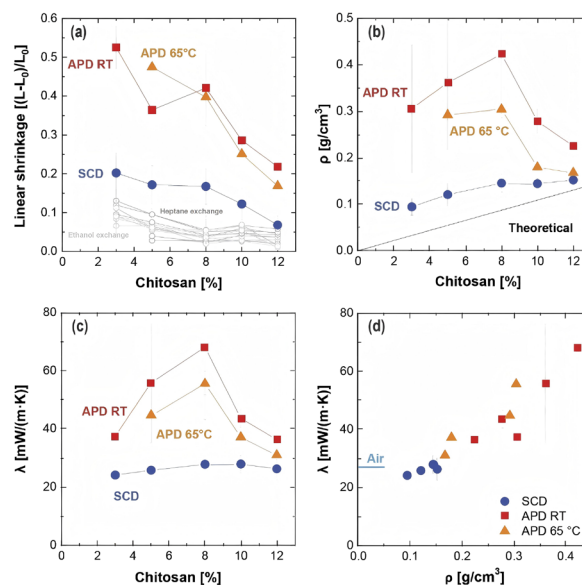 (a)
APD 65°C
APD RT
SCD
Heptane exchange
Ethanol exchange
Linear shrinkage [(L-L₀)/L₀]
0.6
0.5
0.4
0.3
0.2
0.1
0.0
0 2 4 6 8 10 12
Chitosan [%]
(b)
APD RT
APD 65 °C
SCD
Theoretical
ρ [g/cm³]
0.5
0.4
0.3
0.2
0.1
0.0
0 2 4 6 8 10 12
Chitosan [%]
(c)
APD RT
APD 65°C
SCD
λ [mW/(m·K)]
80
60
40
20
0
0 2 4 6 8 10 12
Chitosan [%]
(d)
Air
SCD
APD RT
APD 65 °C
λ [mW/(m·K)]
80
60
40
20
0
0.0 0.1 0.2 0.3 0.4
ρ [g/cm³]